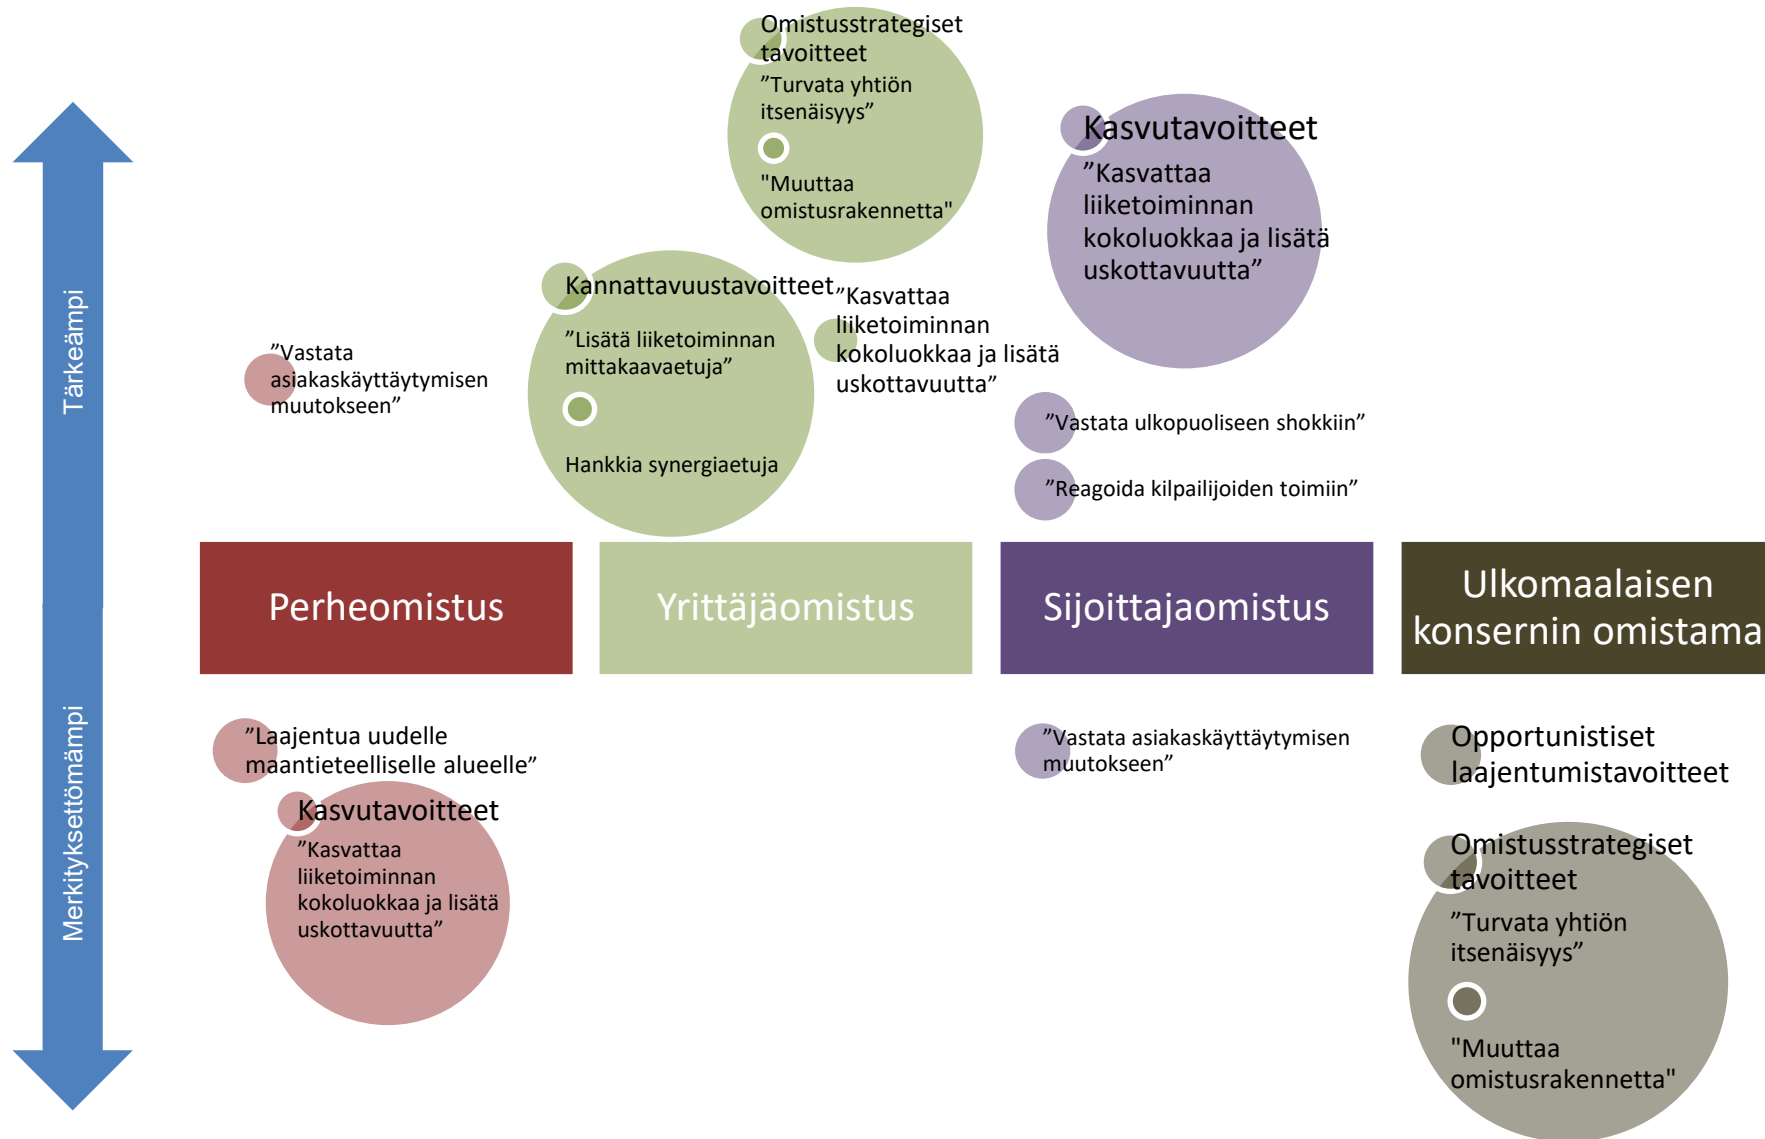 Tärkeämpi
Merkityksettömämpi
Omistusstrategiset
tavoitteet
”Turvata yhtiön
itsenäisyys”
"Muuttaa
omistusrakennetta"
Kasvutavoitteet
”Kasvattaa
liiketoiminnan
kokoluokkaa ja lisätä
uskottavuutta”
Kannattavuustavoitteet
”Lisätä liiketoiminnan
mittakaavaetuja”
Hankkia synergiaetuja
”Kasvattaa
liiketoiminnan
kokoluokkaa ja lisätä
uskottavuutta”
”Vastata
asiakaskäyttäytymisen
muutokseen”
”Vastata ulkopuoliseen shokkiin”
”Reagoida kilpailijoiden toimiin”
Perheomistus
Yrittäjäomistus
Sijoittajaomistus
Ulkomaalaisen
konsernin omistama
”Laajentua uudelle
maantieteelliselle alueelle”
Kasvutavoitteet
”Kasvattaa
liiketoiminnan
kokoluokkaa ja lisätä
uskottavuutta”
”Vastata asiakaskäyttäytymisen
muutokseen”
Opportunistiset
laajentumistavoitteet
Omistusstrategiset
tavoitteet
”Turvata yhtiön
itsenäisyys”
"Muuttaa
omistusrakennetta"